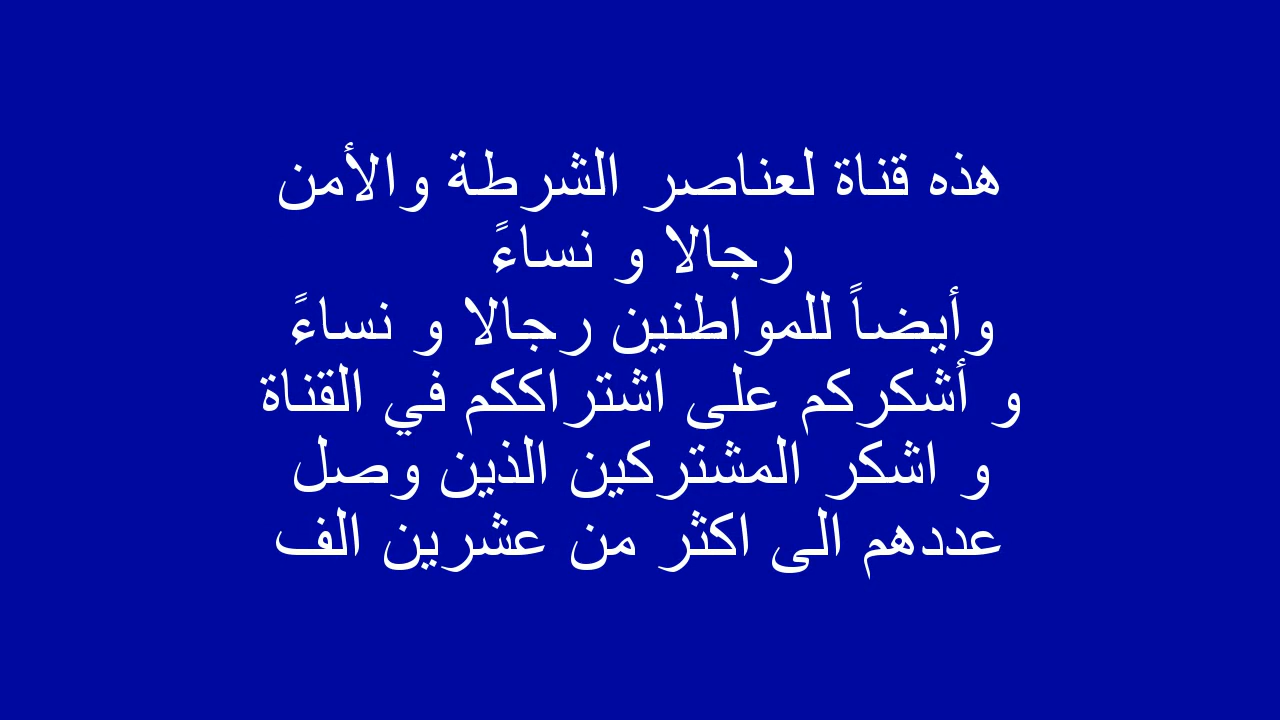 هذه قناة لعناصر الشرطة والأمن
رجالا و نساءً
وأيضاً للمواطنين رجالا و نساءً
و أشكركم على اشتراككم في القناة
و اشكر المشتركين الذين وصل
عددهم الى اكثر من عشرين الف